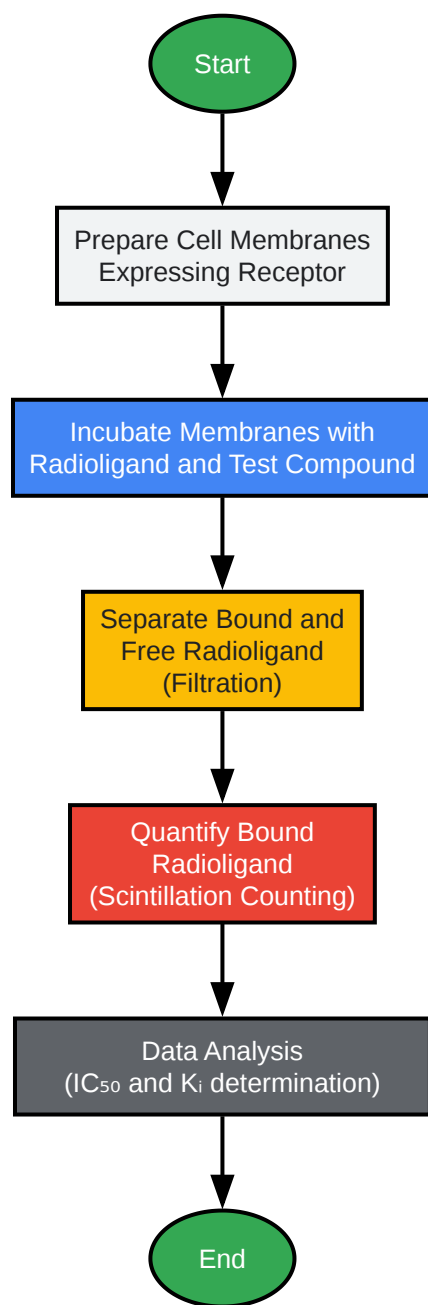 Start
Prepare Cell Membranes
Expressing Receptor
Incubate Membranes with
Radioligand and Test Compound
Separate Bound and
Free Radioligand
(Filtration)
Quantify Bound
Radioligand
(Scintillation Counting)
Data Analysis
(IC₅₀ and Kᵢ determination)
End